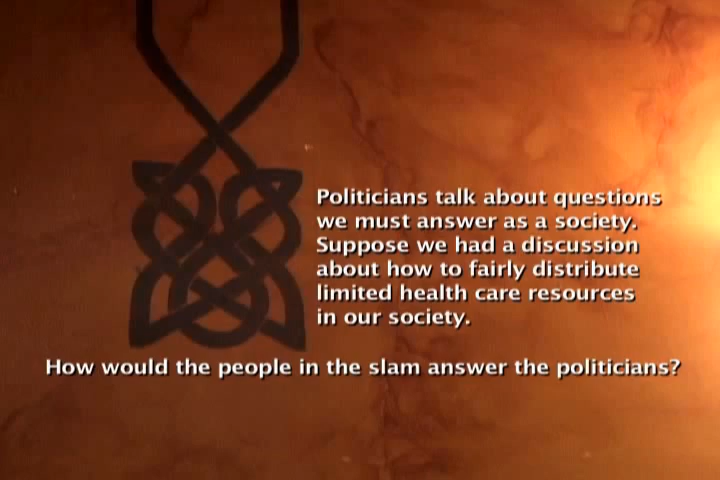 Politicians talk about questions
we must answer as a society.
Suppose we had a discussion
about how to fairly distribute
limited health care resources
in our society.
How would the people in the slam answer the politicians?